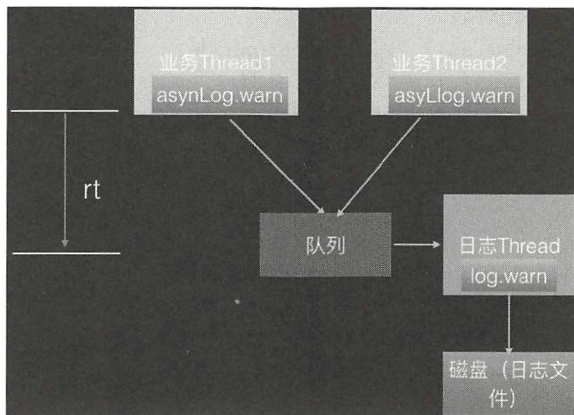 业务Thread1
asynLog.warn
业务Thread2
asyLlog.warn
rt
队列
日志Thread
log.warn
磁盘（日志文
件）